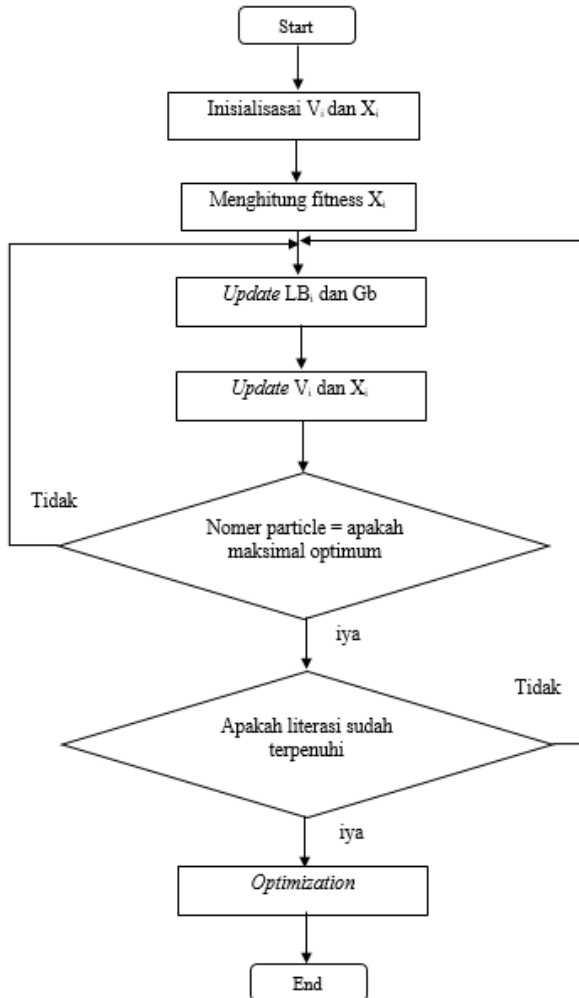 Start
Inisialisasai Vᵢ dan Xᵢ
Menghitung fitness Xᵢ
Update LBᵢ dan Gb
Update Vᵢ dan Xᵢ
Tidak
Nomer particle = apakah
maksimal optimum
iya
Tidak
Apakah literasi sudah
terpenuhi
iya
Optimization
End